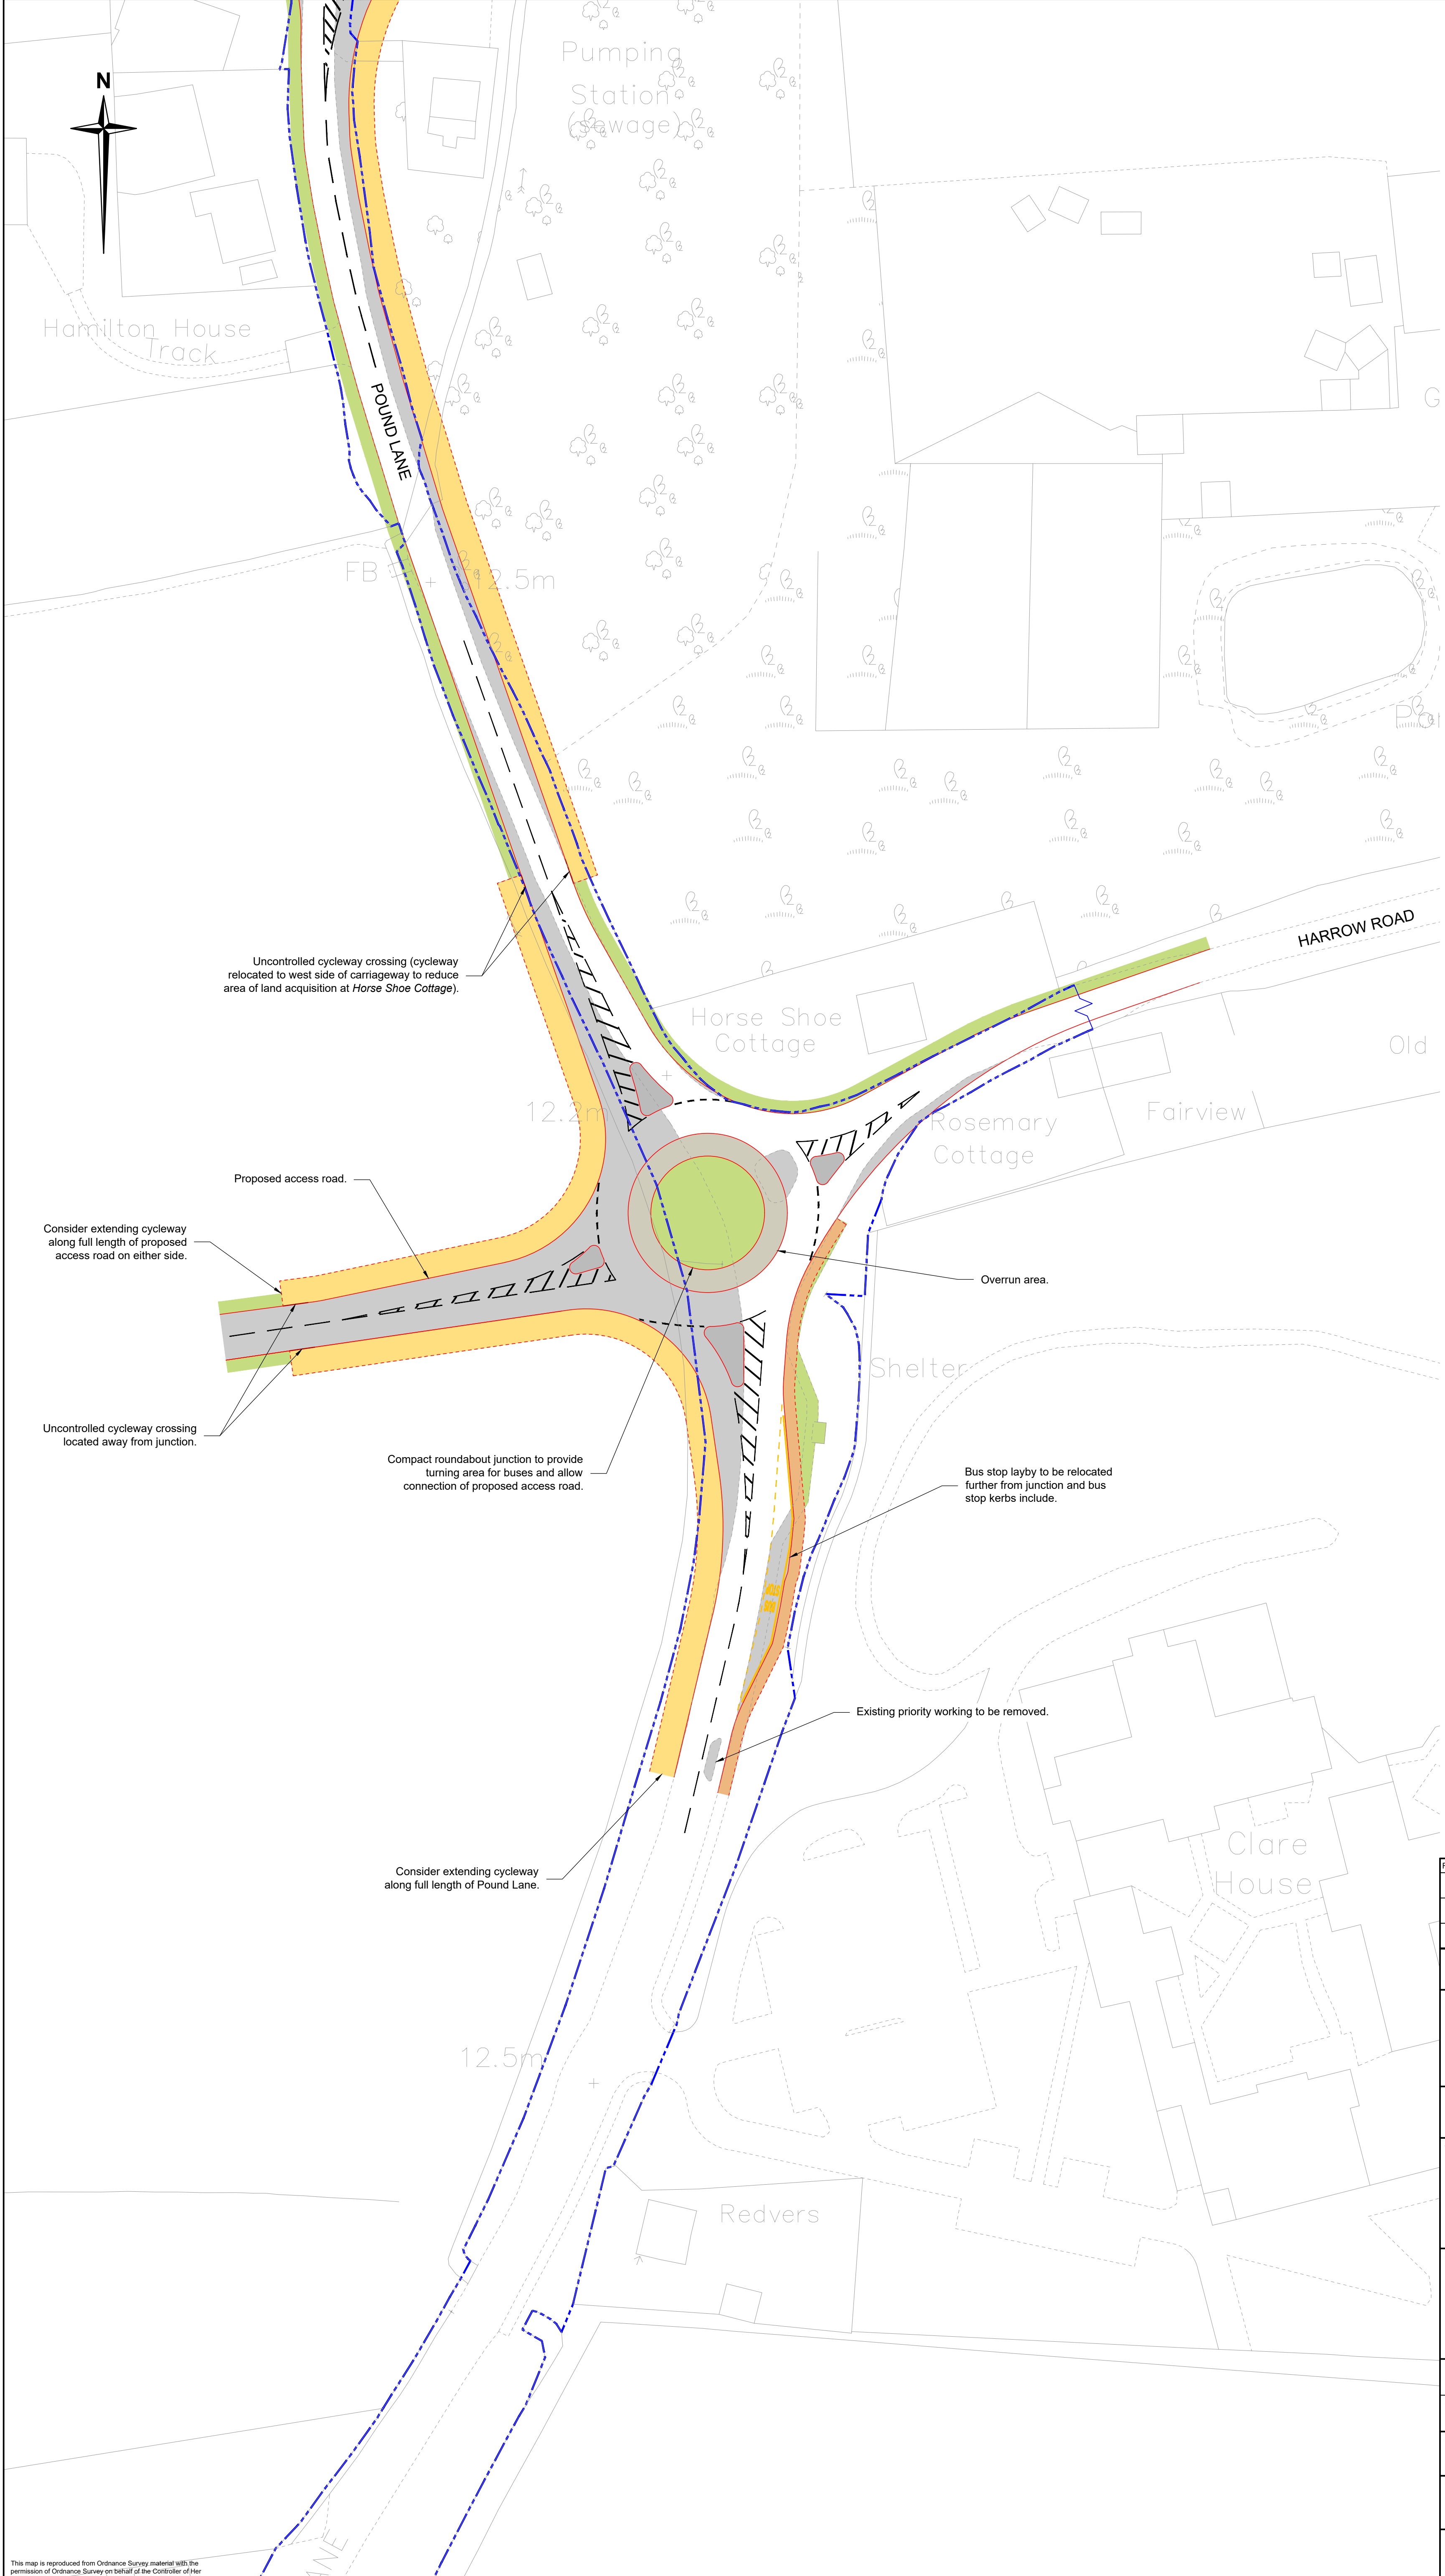 Pumping
Station
(sewage)
N
Hamilton House
Track
POUND LANE
FB
12.5m
HARROW ROAD
Uncontrolled cycleway crossing (cycleway
relocated to west side of carriageway to reduce
area of land acquisition at Horse Shoe Cottage).
Horse Shoe
Cottage
Old
12.2m
Fairview
Rosemary
Cottage
Proposed access road.
Consider extending cycleway
along full length of proposed
access road on either side.
Overrun area.
Shelter
Uncontrolled cycleway crossing
located away from junction.
Compact roundabout junction to provide
turning area for buses and allow
connection of proposed access road.
Bus stop layby to be relocated
further from junction and bus
stop kerbs include.
Existing priority working to be removed.
Clare
House
Consider extending cycleway
along full length of Pound Lane.
12.5m
Redvers
This map is reproduced from Ordnance Survey material with the
permission of Ordnance Survey on behalf of the Controller of Her